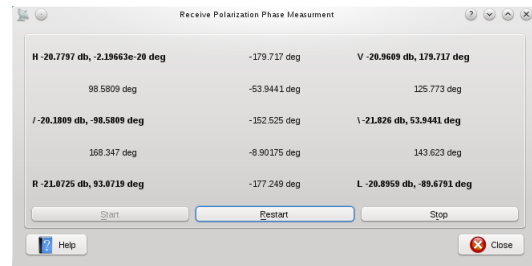 Receive Polarization Phase Measurment
H -20.7797 db, -2.19663e-20 deg -179.717 deg V -20.9609 db, 179.717 deg
98.5809 deg -53.9441 deg 125.773 deg
/ -20.1809 db, -98.5809 deg -152.525 deg \ -21.826 db, 53.9441 deg
168.347 deg -8.90175 deg 143.623 deg
R -21.0725 db, 93.0719 deg -177.249 deg L -20.8959 db, -89.6791 deg
Start Restart Stop
Help Close